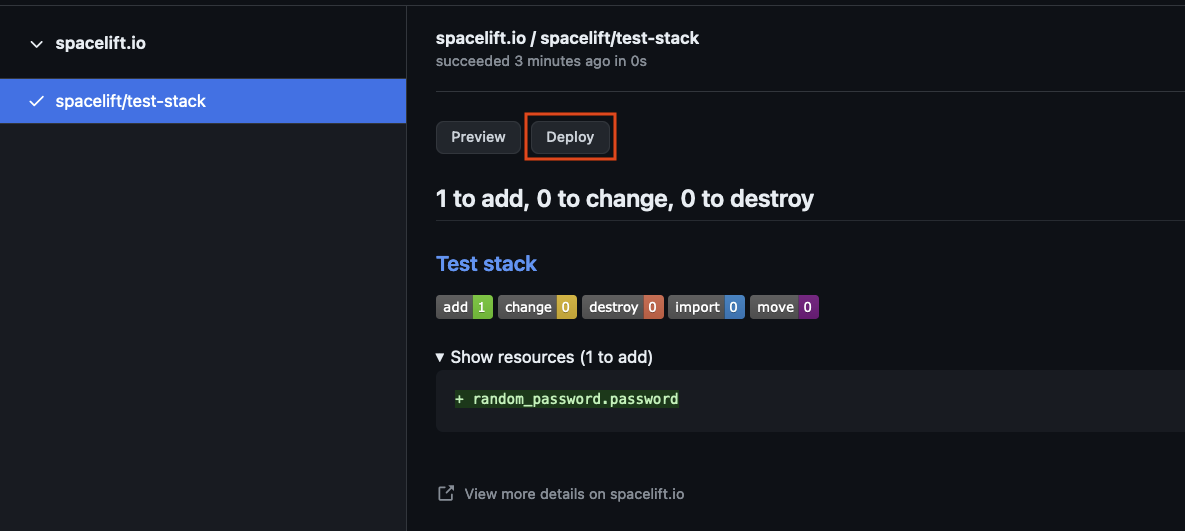 spacelift.io
spacelift/test-stack
spacelift.io / spacelift/test-stack
succeeded 3 minutes ago in 0s
Preview Deploy
1 to add, 0 to change, 0 to destroy
Test stack
add 1 change 0 destroy 0 import 0 move 0
▼ Show resources (1 to add)
+ random_password.password
View more details on spacelift.io